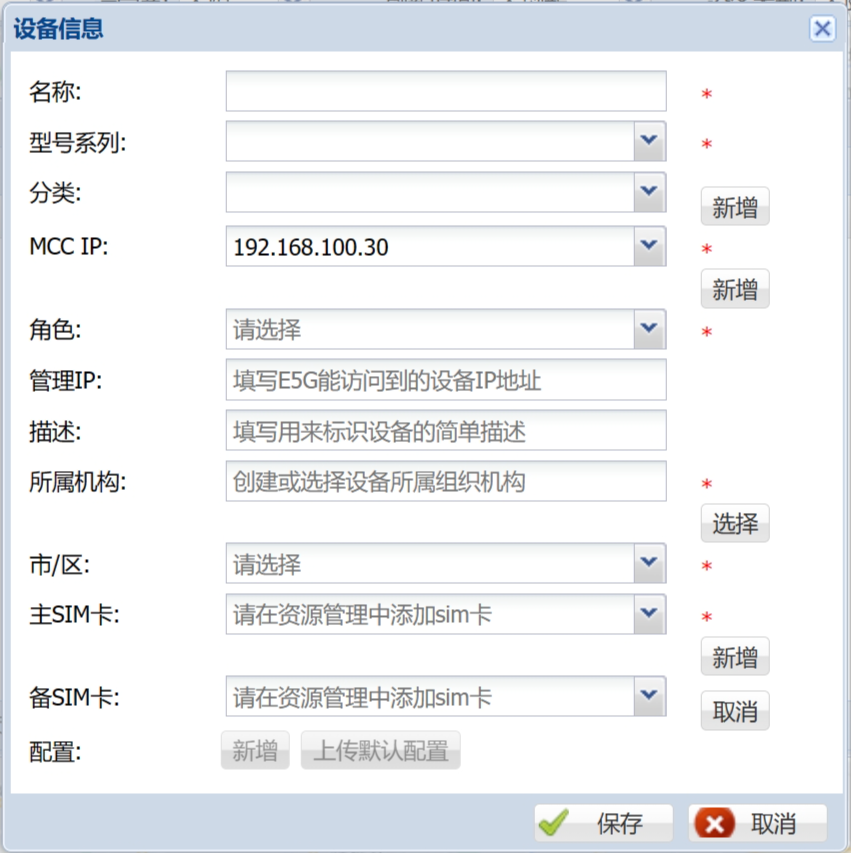 设备信息
名称: *
型号系列: *
分类: 新增
MCC IP: 192.168.100.30 *
新增
角色: 请选择 *
管理IP: 填写E5G能访问到的设备IP地址
描述: 填写用来标识设备的简单描述
所属机构: 创建或选择设备所属组织机构 *
选择
市/区: 请选择 *
主SIM卡: 请在资源管理中添加sim卡 *
新增
备SIM卡: 请在资源管理中添加sim卡 取消
配置: 新增 上传默认配置
保存 取消